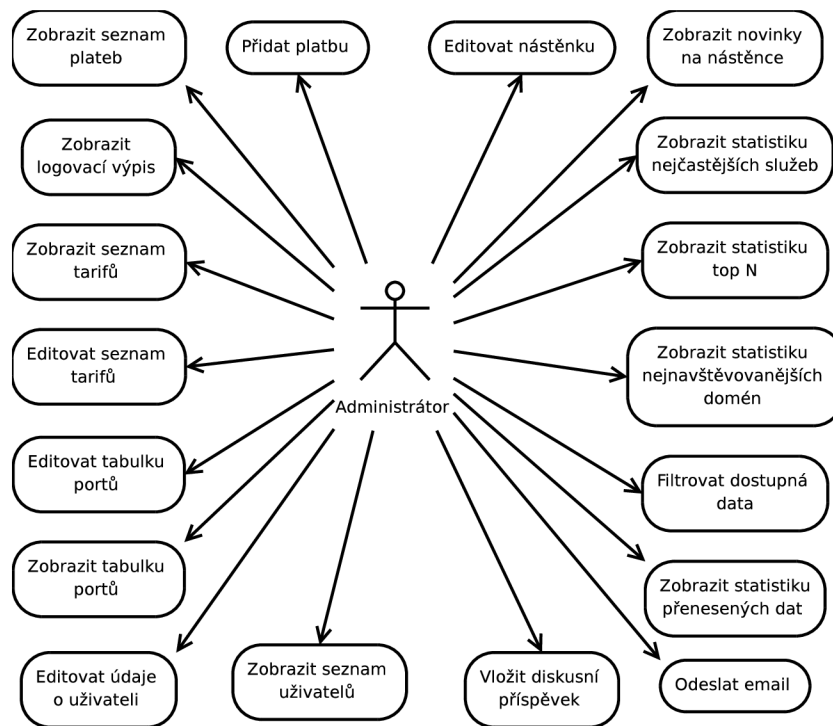 Zobrazit seznam
plateb
Přidat platbu
Editovat nástěnku
Zobrazit novinky
na nástěnce
Zobrazit
logovací výpis
Zobrazit statistiku
nejčastějších služeb
Zobrazit seznam
tarifů
Zobrazit statistiku
top N
Editovat seznam
tarifů
Zobrazit statistiku
nejnavštěvovanějších
domén
Administrátor
Editovat tabulku
portů
Filtrovat dostupná
data
Zobrazit tabulku
portů
Zobrazit statistiku
přenesených dat
Editovat údaje
o uživateli
Zobrazit seznam
uživatelů
Vložit diskusní
příspěvek
Odeslat email